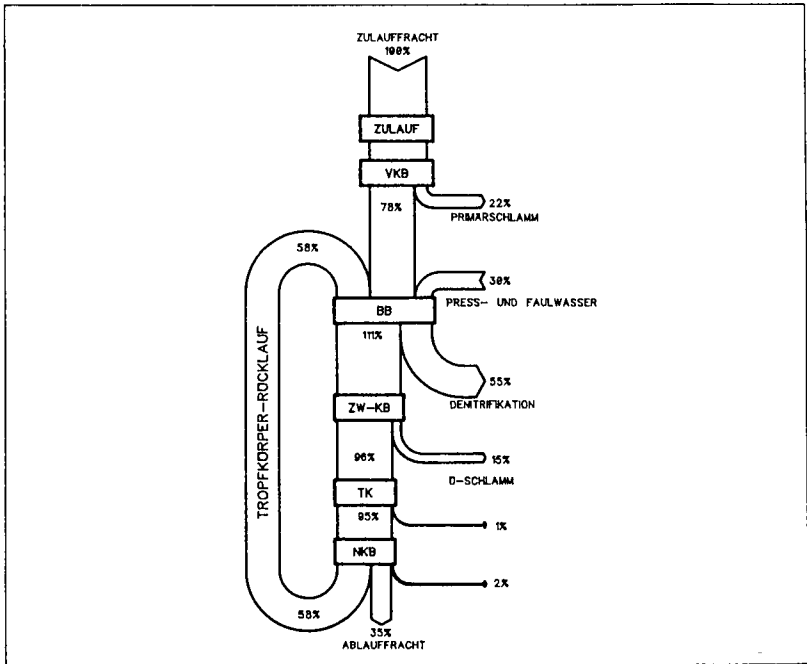 ZULAUFFRACHT
100%
ZULAUF
VKB
78%
22%
PRIMÄRSCHLAMM
58%
30%
PRESS- UND FAULWASSER
BB
111%
55%
DENITRIFIKATION
TROPFKÖRPER-RÜCKLAUF
ZW-KB
96%
15%
Ü-SCHLAMM
TK
95%
1%
NKB
2%
58%
35%
ABLAUFFRACHT